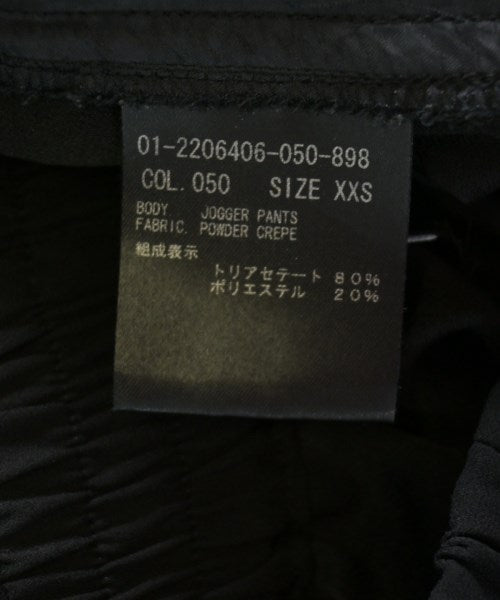 01-2206406-050-898
COL. 050 SIZE XXS
BODY JOGGER PANTS
FABRIC. POWDER CREPE
組成表示
トリアセテート 80%
ポリエステル 20%